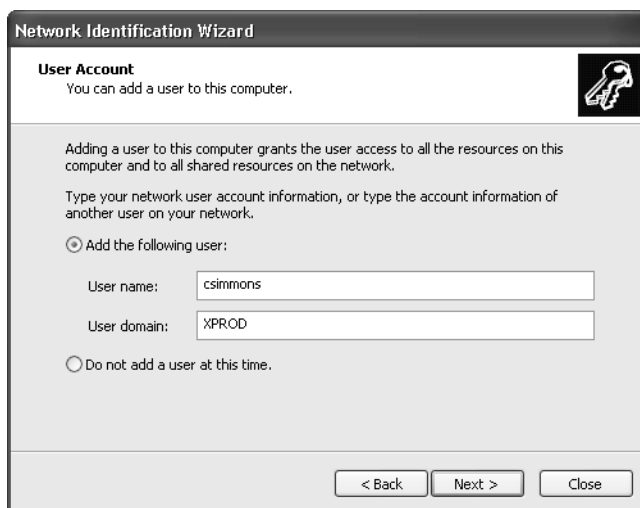 Network Identification Wizard
User Account
You can add a user to this computer.
Adding a user to this computer grants the user access to all the resources on this
computer and to all shared resources on the network.
Type your network user account information, or type the account information of
another user on your network.
Add the following user:
User name: csimmons
User domain: XPROD
Do not add a user at this time.
< Back Next > Close